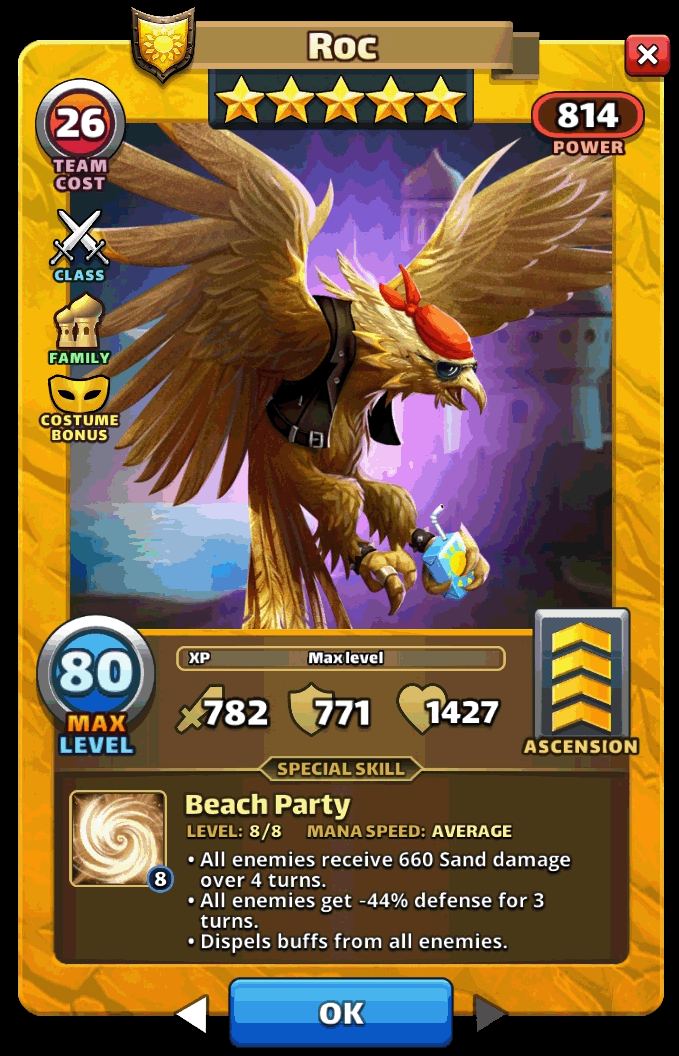 Roc
26
TEAM
COST
814
POWER
CLASS
FAMILY
COSTUME
BONUS
80
MAX
LEVEL
XP Max level
782 771 1427
ASCENSION
SPECIAL SKILL
Beach Party
LEVEL: 8/8 MANA SPEED: AVERAGE
8
• All enemies receive 660 Sand damage
over 4 turns.
• All enemies get -44% defense for 3
turns.
• Dispels buffs from all enemies.
OK